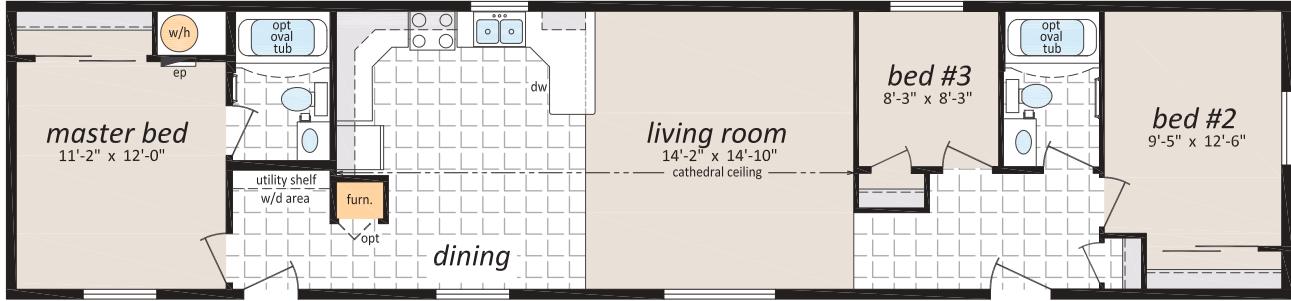 w/h
ep
master bed
11'-2" x 12'-0"
opt
oval
tub
utility shelf
w/d area
furn.
opt
dw
dining
living room
14'-2" x 14'-10"
cathedral ceiling
bed #3
8'-3" x 8'-3"
opt
oval
tub
bed #2
9'-5" x 12'-6"